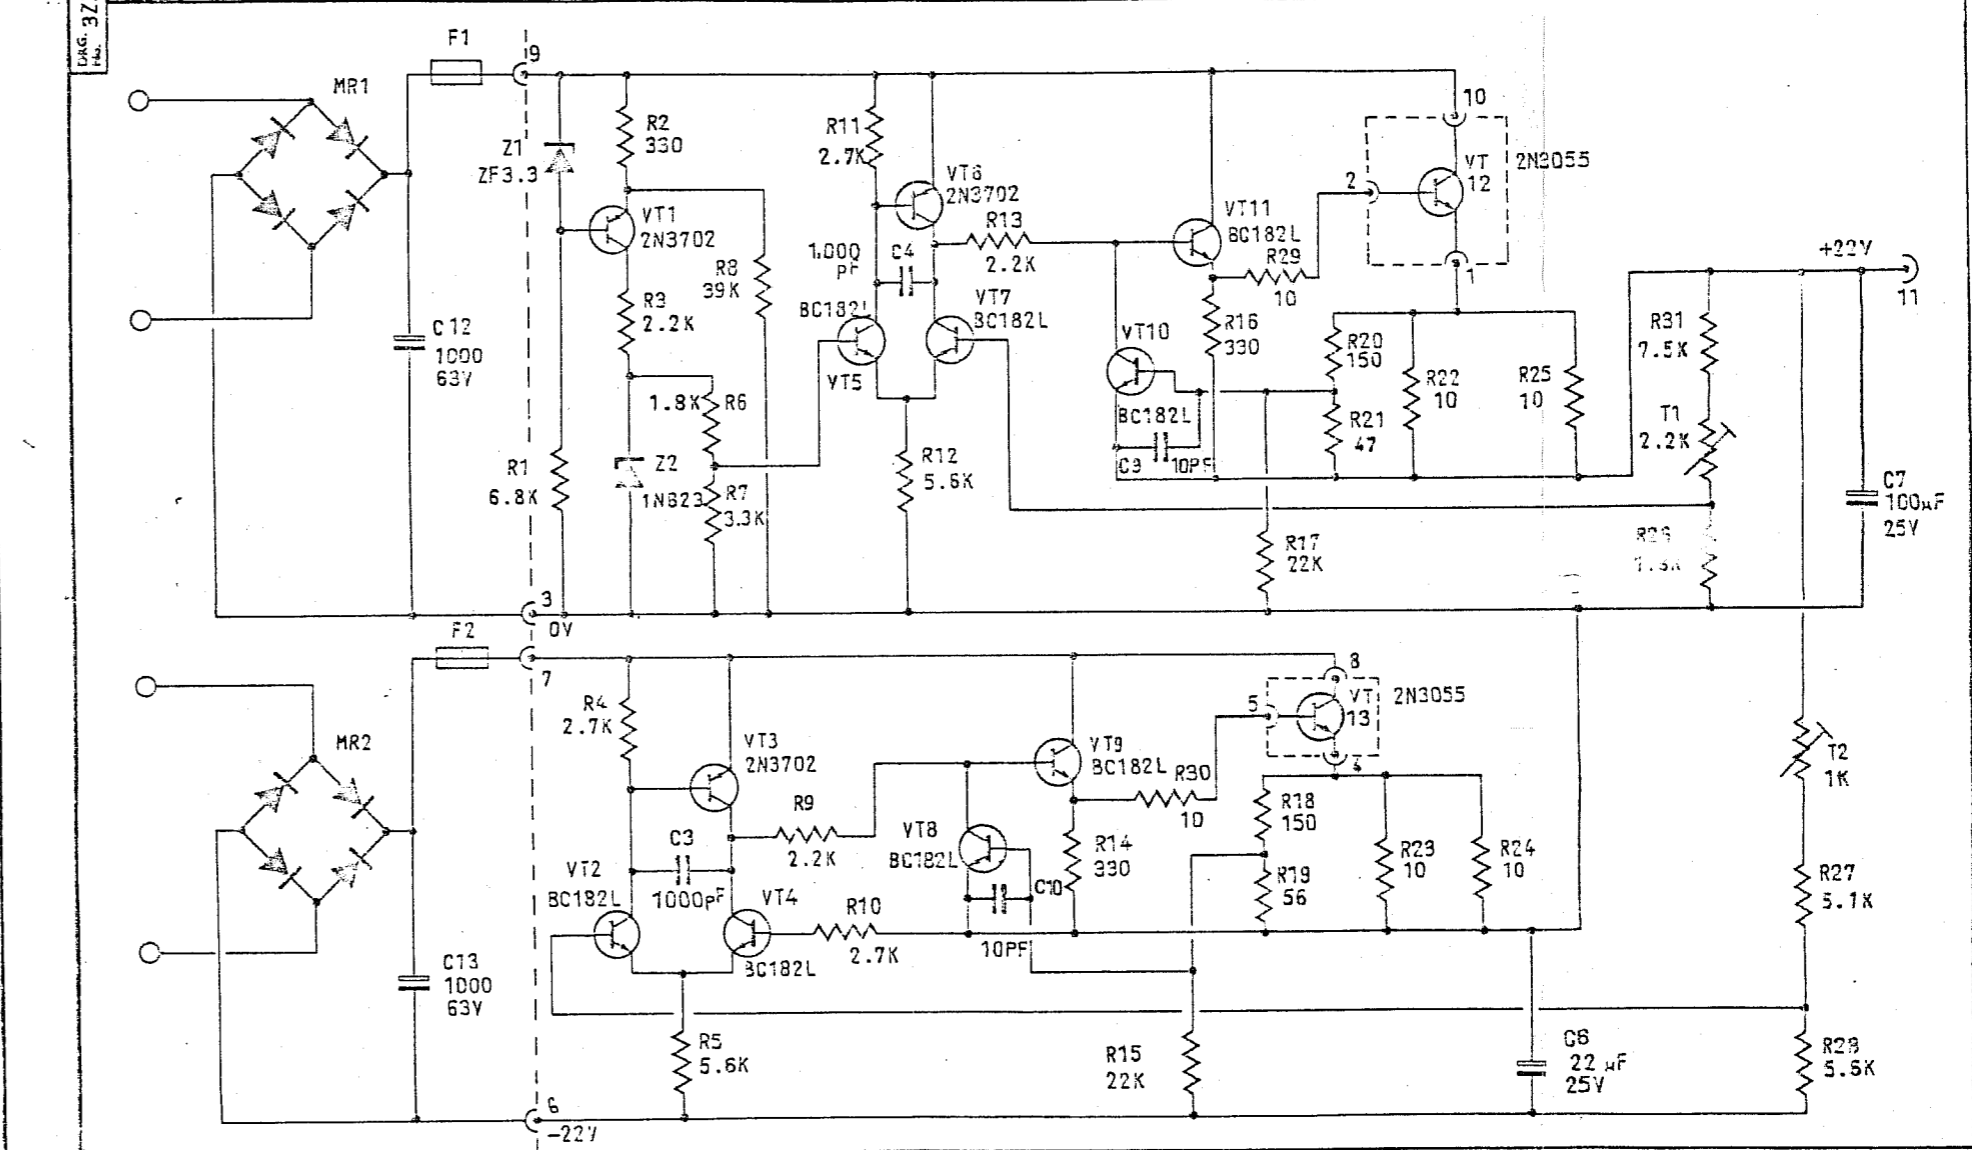 DRG. No. 3Z
F1
9
MR1
C12
1000
63V
Z1
ZF3.3
R2
330
VT1
2N3702
R3
2.2K
R8
39K
1.8K R6
R1
6.8K
Z2
1N823
R7
3.3K
R11
2.7K
VT6
2N3702
R13
2.2K
1.000
PF
C4
BC182L
VT5
VT7
BC182L
R12
5.6K
VT11
BC182L
R29
10
VT10
BC182L
C9 10PF
R16
330
10
VT
12
2N3055
2
1
R20
150
R21
47
R22
10
R25
10
R17
22K
+22V
11
R31
7.5K
T1
2.2K
C7
100µF
25V
3
0V
F2
7
MR2
C13
1000
63V
R4
2.7K
VT3
2N3702
R9
2.2K
C3
1000pF
VT2
BC182L
VT4
BC182L
R10
2.7K
VT8
BC182L
C10
10PF
VT9
BC182L
R30
10
R14
330
8
5
VT
13
2N3055
4
R18
150
R19
56
R23
10
R24
10
T2
1K
R27
5.1K
R28
5.6K
R5
5.6K
R15
22K
C6
22 µF
25V
6
-22V